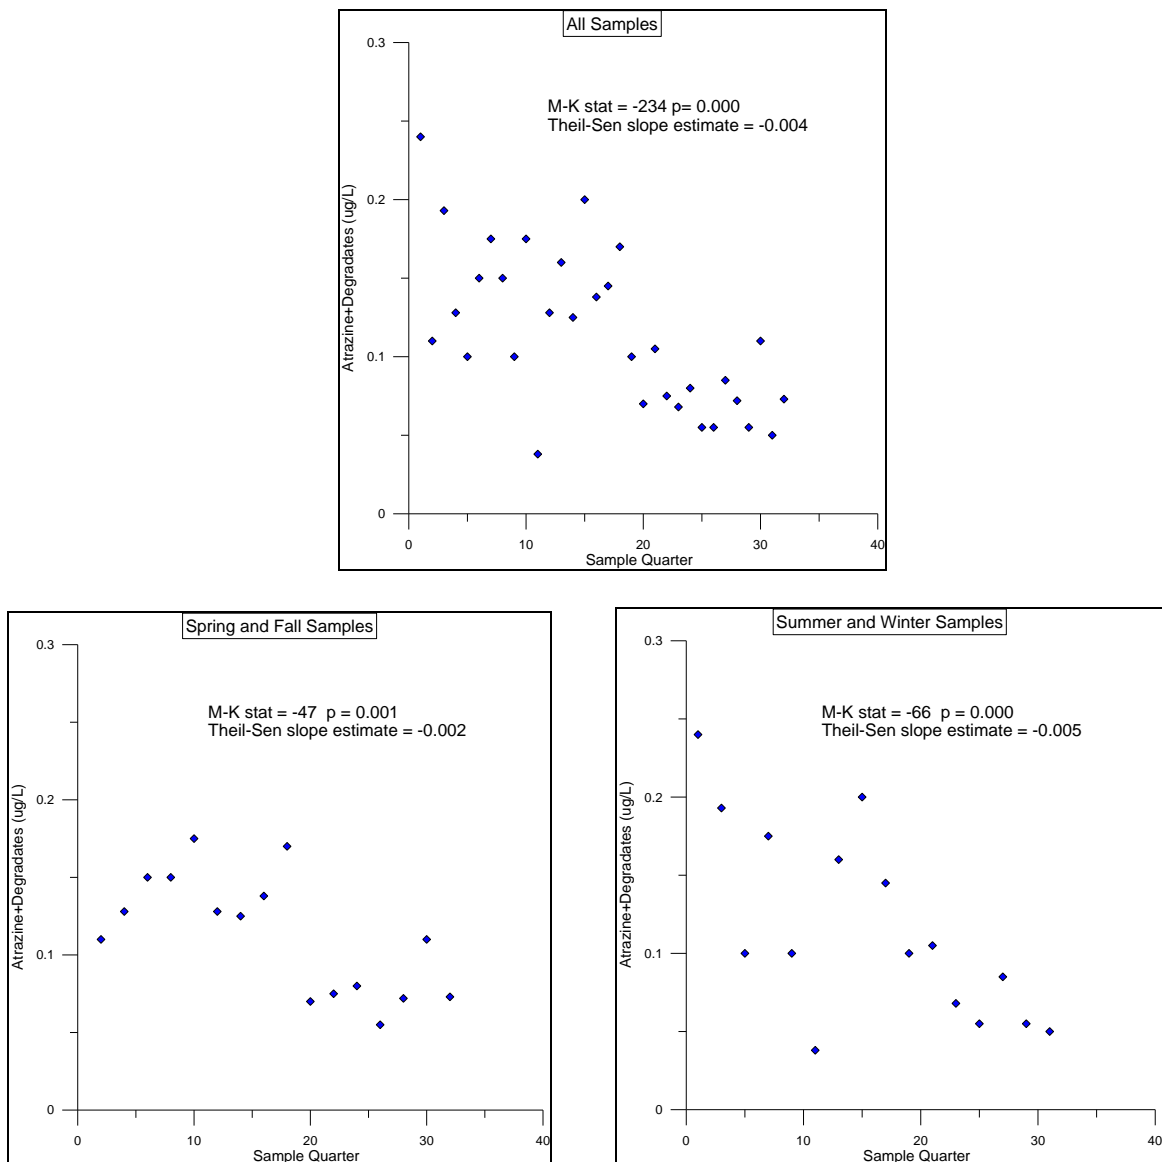 All Samples
0.3
M-K stat = -234 p= 0.000
Theil-Sen slope estimate = -0.004
0.2
Atrazine+Degradates (ug/L)
0.1
0
0
10
20
30
40
Sample Quarter
Spring and Fall Samples
0.3
M-K stat = -47  p = 0.001
Theil-Sen slope estimate = -0.002
0.2
Atrazine+Degradates (ug/L)
0.1
0
0
10
20
30
40
Sample Quarter
Summer and Winter Samples
0.3
M-K stat = -66  p = 0.000
Theil-Sen slope estimate = -0.005
0.2
Atrazine+Degradates (ug/L)
0.1
0
0
10
20
30
40
Sample Quarter